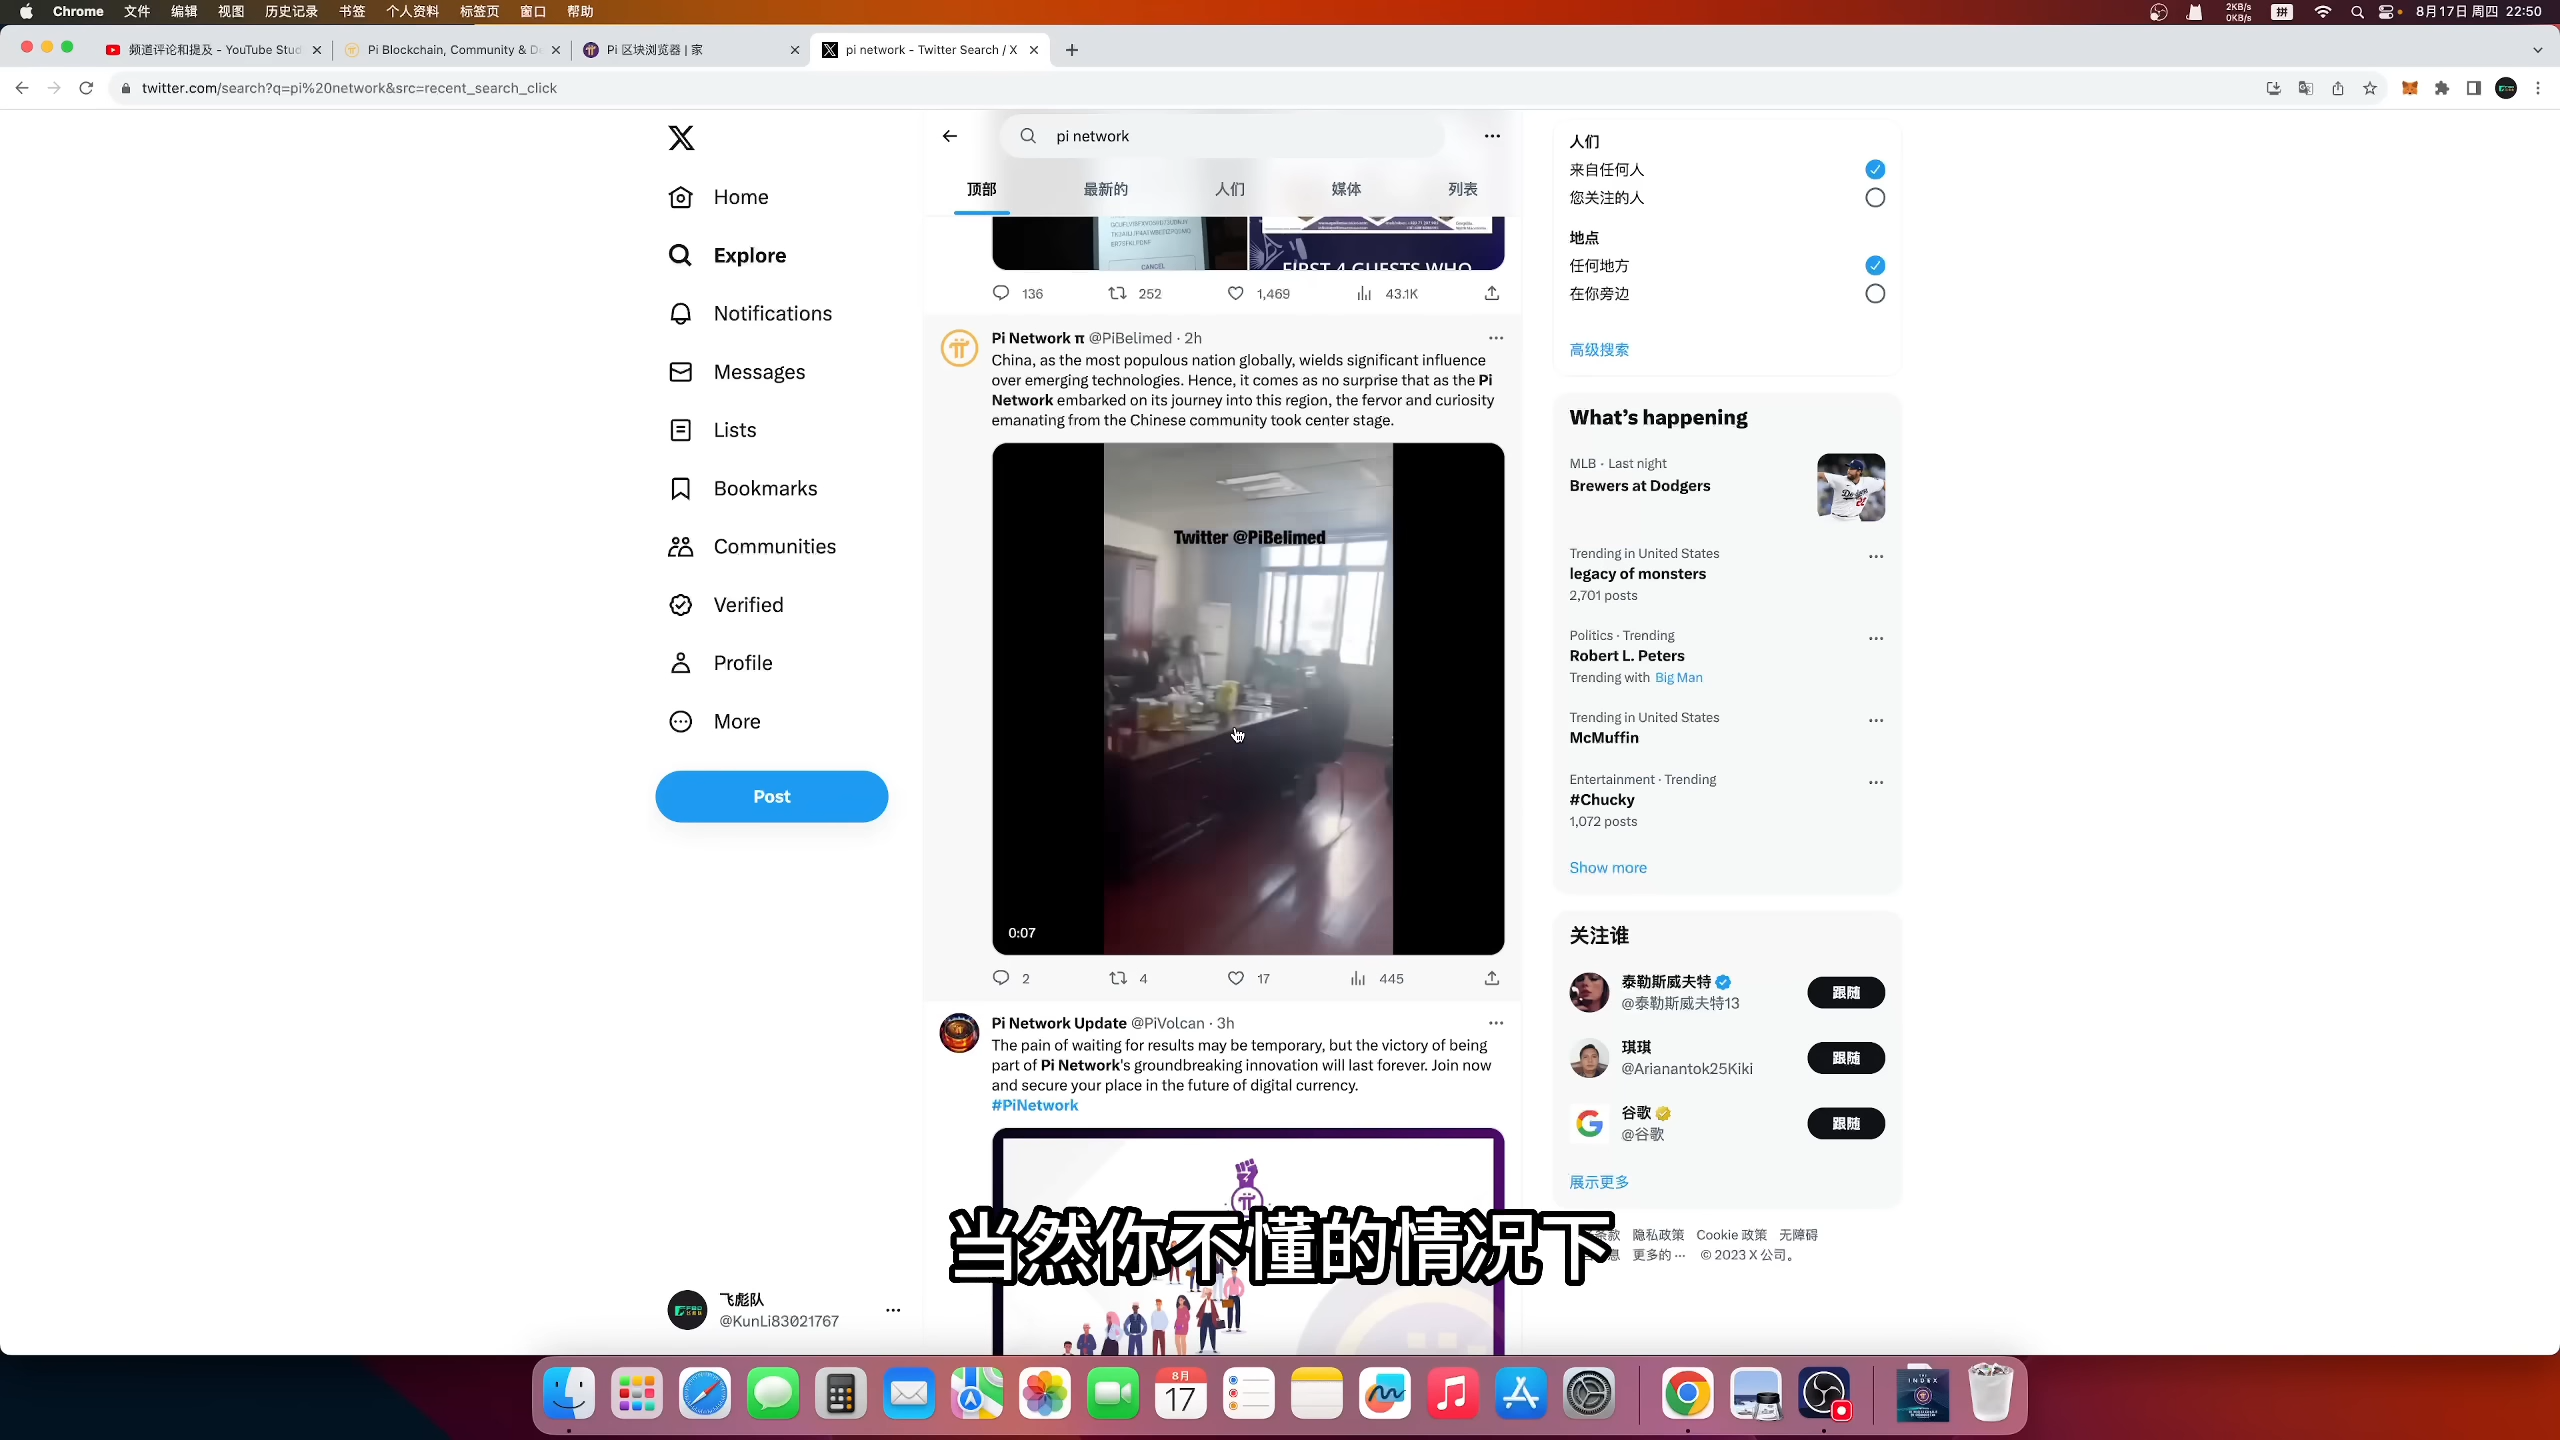 Chrome 文件 编辑 视图 历史记录 书签 个人资料 标签页 窗口 帮助
2KB/s
0KB/s
拼
8月17日 周四 22:50
频道评论和提及 - YouTube Stud
Pi Blockchain, Community & De
Pi 区块浏览器 | 家
pi network - Twitter Search / X
twitter.com/search?q=pi%20network&src=recent_search_click
Home
Explore
Notifications
Messages
Lists
Bookmarks
Communities
Verified
Profile
More
Post
飞彪队
@KunLi83021767
pi network
顶部 最新的 人们 媒体 列表
CANCEL
FIRST 4 GUESTS WHO
136 252 1,469 43.1K
Pi Network π @PiBelimed · 2h
China, as the most populous nation globally, wields significant influence
over emerging technologies. Hence, it comes as no surprise that as the Pi
Network embarked on its journey into this region, the fervor and curiosity
emanating from the Chinese community took center stage.
Twitter @PiBelimed
0:07
2 4 17 445
Pi Network Update @PiVolcan · 3h
The pain of waiting for results may be temporary, but the victory of being
part of Pi Network's groundbreaking innovation will last forever. Join now
and secure your place in the future of digital currency.
#PiNetwork
当然你不懂的情况下
人们
来自任何人
您关注的人
地点
任何地方
在你旁边
高级搜索
What's happening
MLB · Last night
Brewers at Dodgers
Trending in United States
legacy of monsters
2,701 posts
Politics · Trending
Robert L. Peters
Trending with Big Man
Trending in United States
McMuffin
Entertainment · Trending
#Chucky
1,072 posts
Show more
关注谁
泰勒斯威夫特
@泰勒斯威夫特13
跟随
琪琪
@Arianantok25Kiki
跟随
谷歌
@谷歌
跟随
展示更多
条款 隐私政策 Cookie 政策 无障碍
息 更多的 ··· © 2023 X 公司。
8月
17